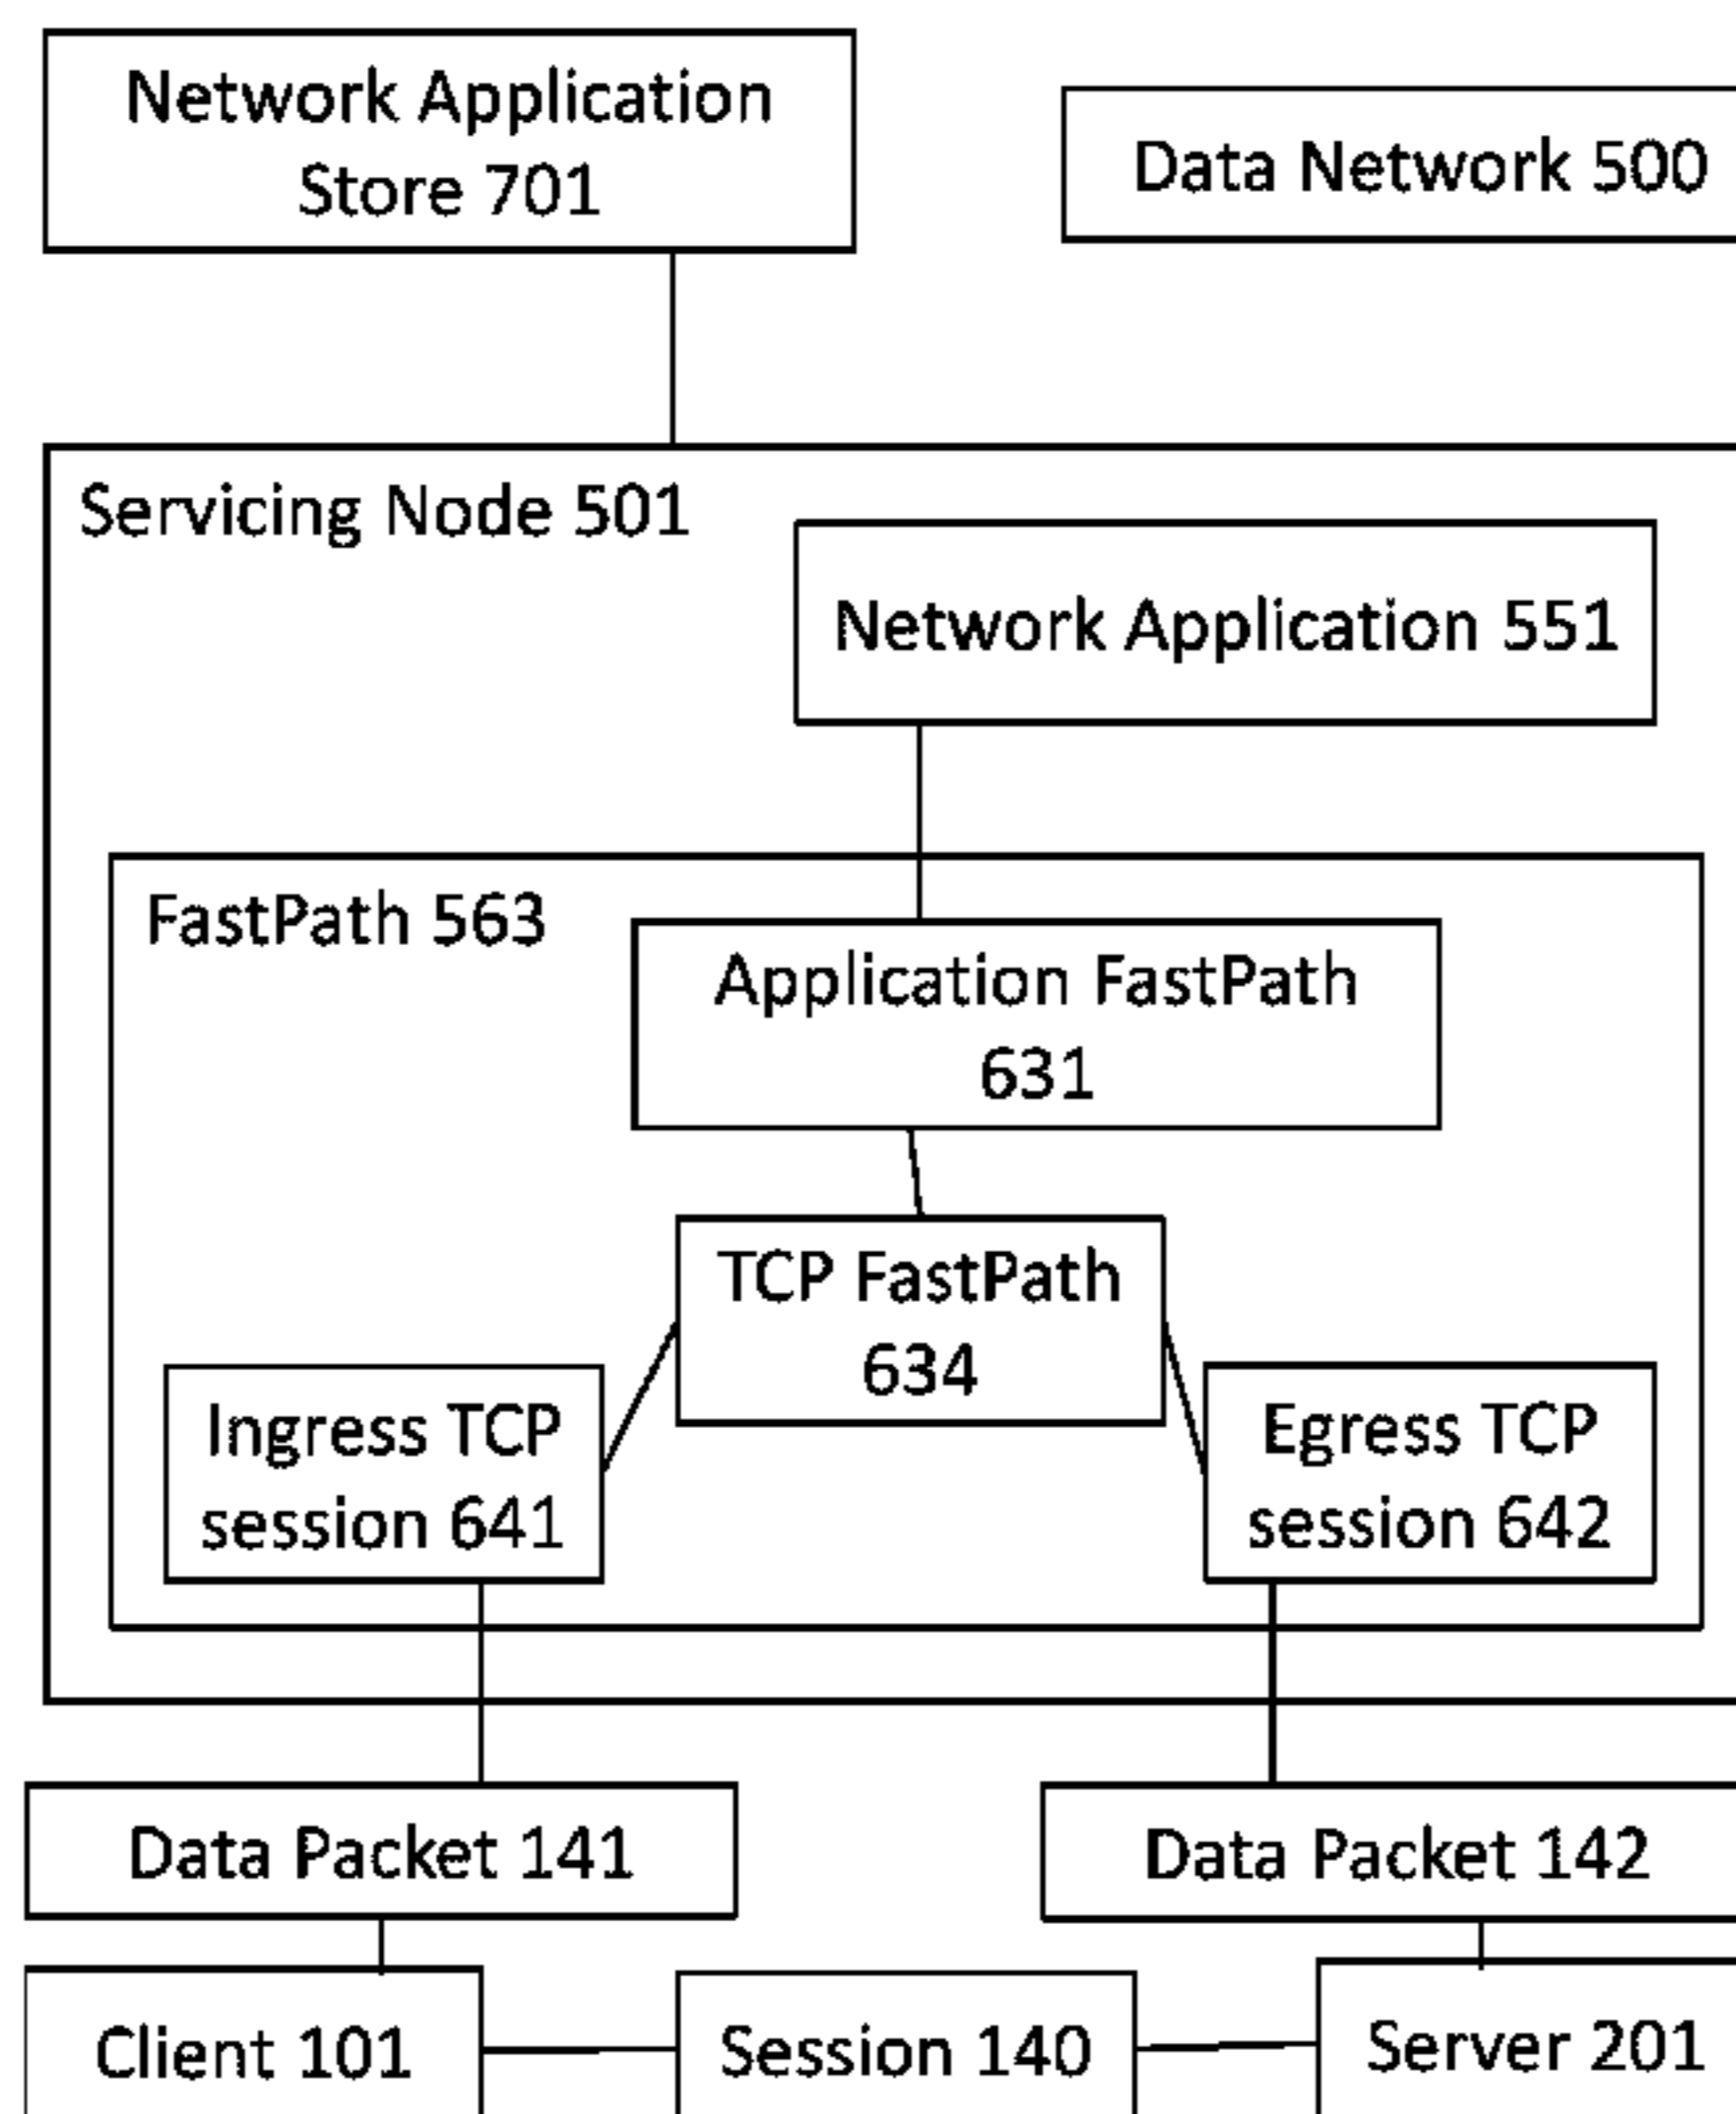 Network Application
Store 701
Data Network 500
Servicing Node 501
Network Application 551
FastPath 563
Application FastPath
631
TCP FastPath
634
Ingress TCP
session 641
Egress TCP
session 642
Data Packet 141
Data Packet 142
Client 101
Session 140
Server 201